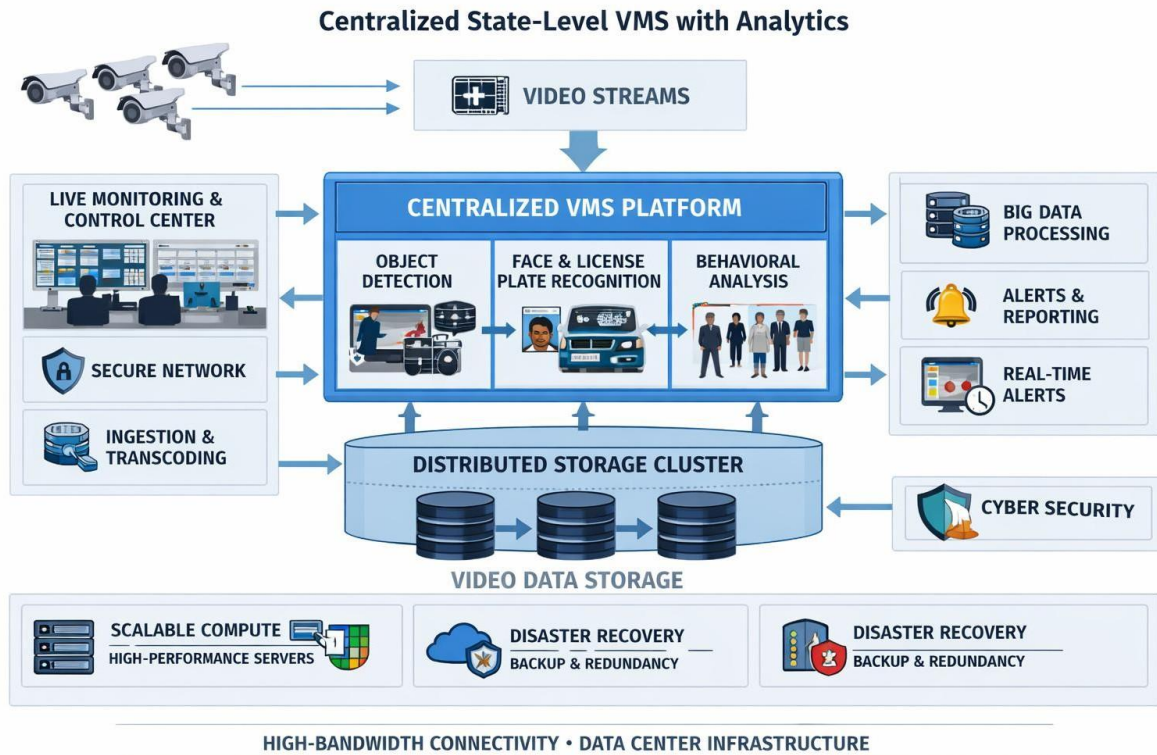 Centralized State-Level VMS with Analytics
VIDEO STREAMS
LIVE MONITORING &
CONTROL CENTER
SECURE NETWORK
INGESTION &
TRANSCODING
CENTRALIZED VMS PLATFORM
OBJECT
DETECTION
FACE & LICENSE
PLATE RECOGNITION
BEHAVIORAL
ANALYSIS
BIG DATA
PROCESSING
ALERTS &
REPORTING
REAL-TIME
ALERTS
DISTRIBUTED STORAGE CLUSTER
CYBER SECURITY
VIDEO DATA STORAGE
SCALABLE COMPUTE
HIGH-PERFORMANCE SERVERS
DISASTER RECOVERY
BACKUP & REDUNDANCY
DISASTER RECOVERY
BACKUP & REDUNDANCY
HIGH-BANDWIDTH CONNECTIVITY • DATA CENTER INFRASTRUCTURE